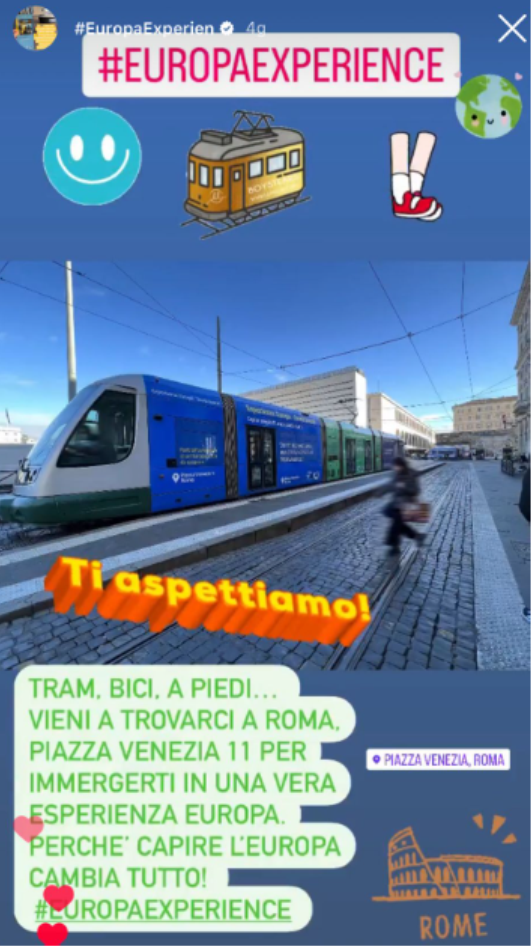 #EuropaExperien 4g
#EUROPAEXPERIENCE
Ti aspettiamo!
TRAM, BICI, A PIEDI...
VIENI A TROVARCI A ROMA,
PIAZZA VENEZIA 11 PER
IMMERGERTI IN UNA VERA
ESPERIENZA EUROPA.
PERCHE' CAPIRE L'EUROPA
CAMBIA TUTTO!
#EUROPAEXPERIENCE
PIAZZA VENEZIA, ROMA
ROME